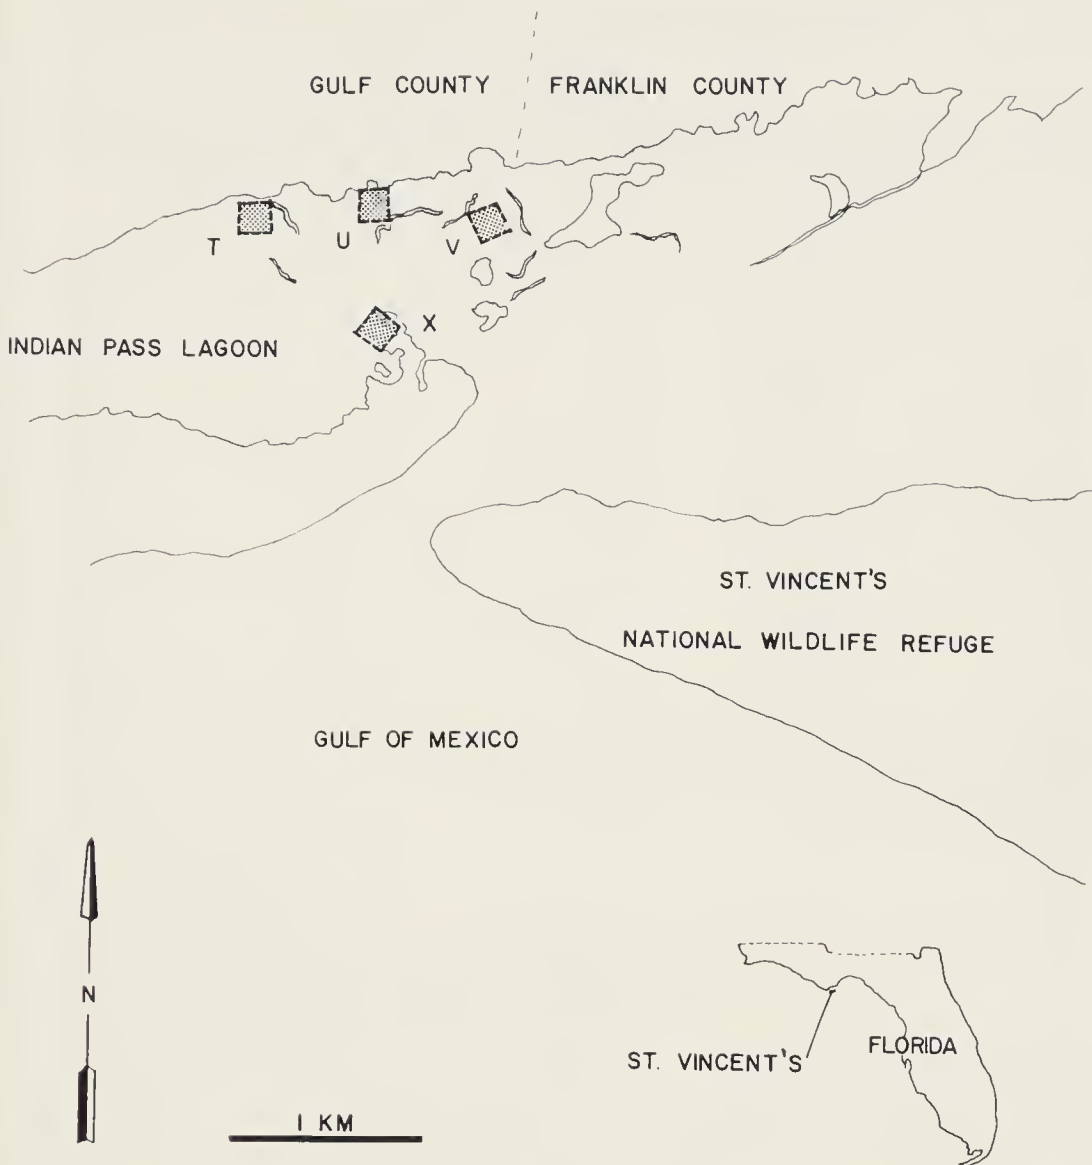 GULF COUNTY
FRANKLIN COUNTY
T
U
V
X
INDIAN PASS LAGOON
ST. VINCENT'S
NATIONAL WILDLIFE REFUGE
GULF OF MEXICO
N
1 KM
ST. VINCENT'S
FLORIDA